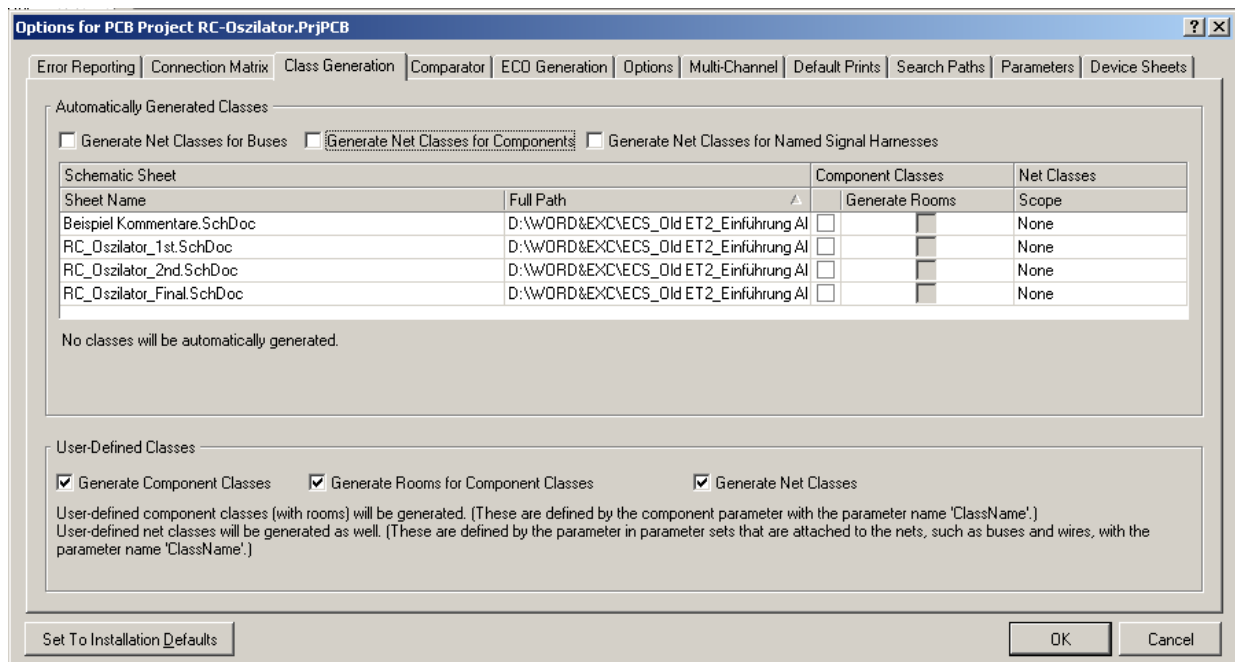 Options for PCB Project RC-Oszilator.PrjPCB
Error Reporting Connection Matrix Class Generation Comparator ECO Generation Options Multi-Channel Default Prints Search Paths Parameters Device Sheets
Automatically Generated Classes
Generate Net Classes for Buses Generate Net Classes for Components Generate Net Classes for Named Signal Harnesses
Schematic Sheet Component Classes Net Classes
Sheet Name Full Path Generate Rooms Scope
Beispiel Kommentare.SchDoc D:\WORD&EXC\ECS_Old ET2_Einführung Al None
RC_Oszilator_1st.SchDoc D:\WORD&EXC\ECS_Old ET2_Einführung Al None
RC_Oszilator_2nd.SchDoc D:\WORD&EXC\ECS_Old ET2_Einführung Al None
RC_Oszilator_Final.SchDoc D:\WORD&EXC\ECS_Old ET2_Einführung Al None
No classes will be automatically generated.
User-Defined Classes
Generate Component Classes Generate Rooms for Component Classes Generate Net Classes
User-defined component classes (with rooms) will be generated. (These are defined by the component parameter with the parameter name 'ClassName'.)
User-defined net classes will be generated as well. (These are defined by the parameter in parameter sets that are attached to the nets, such as buses and wires, with the
parameter name 'ClassName'.)
Set To Installation Defaults OK Cancel